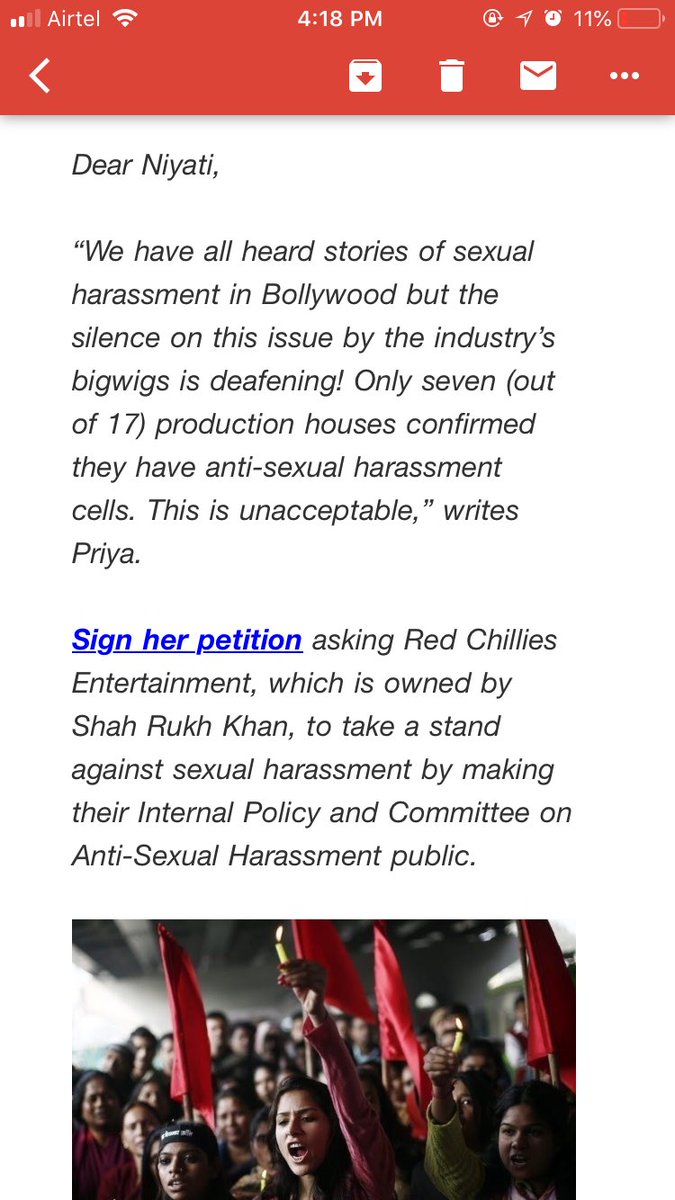 Airtel 4:18 PM 11%
Dear Niyati,
“We have all heard stories of sexual
harassment in Bollywood but the
silence on this issue by the industry’s
bigwigs is deafening! Only seven (out
of 17) production houses confirmed
they have anti-sexual harassment
cells. This is unacceptable,” writes
Priya.
Sign her petition asking Red Chillies
Entertainment, which is owned by
Shah Rukh Khan, to take a stand
against sexual harassment by making
their Internal Policy and Committee on
Anti-Sexual Harassment public.